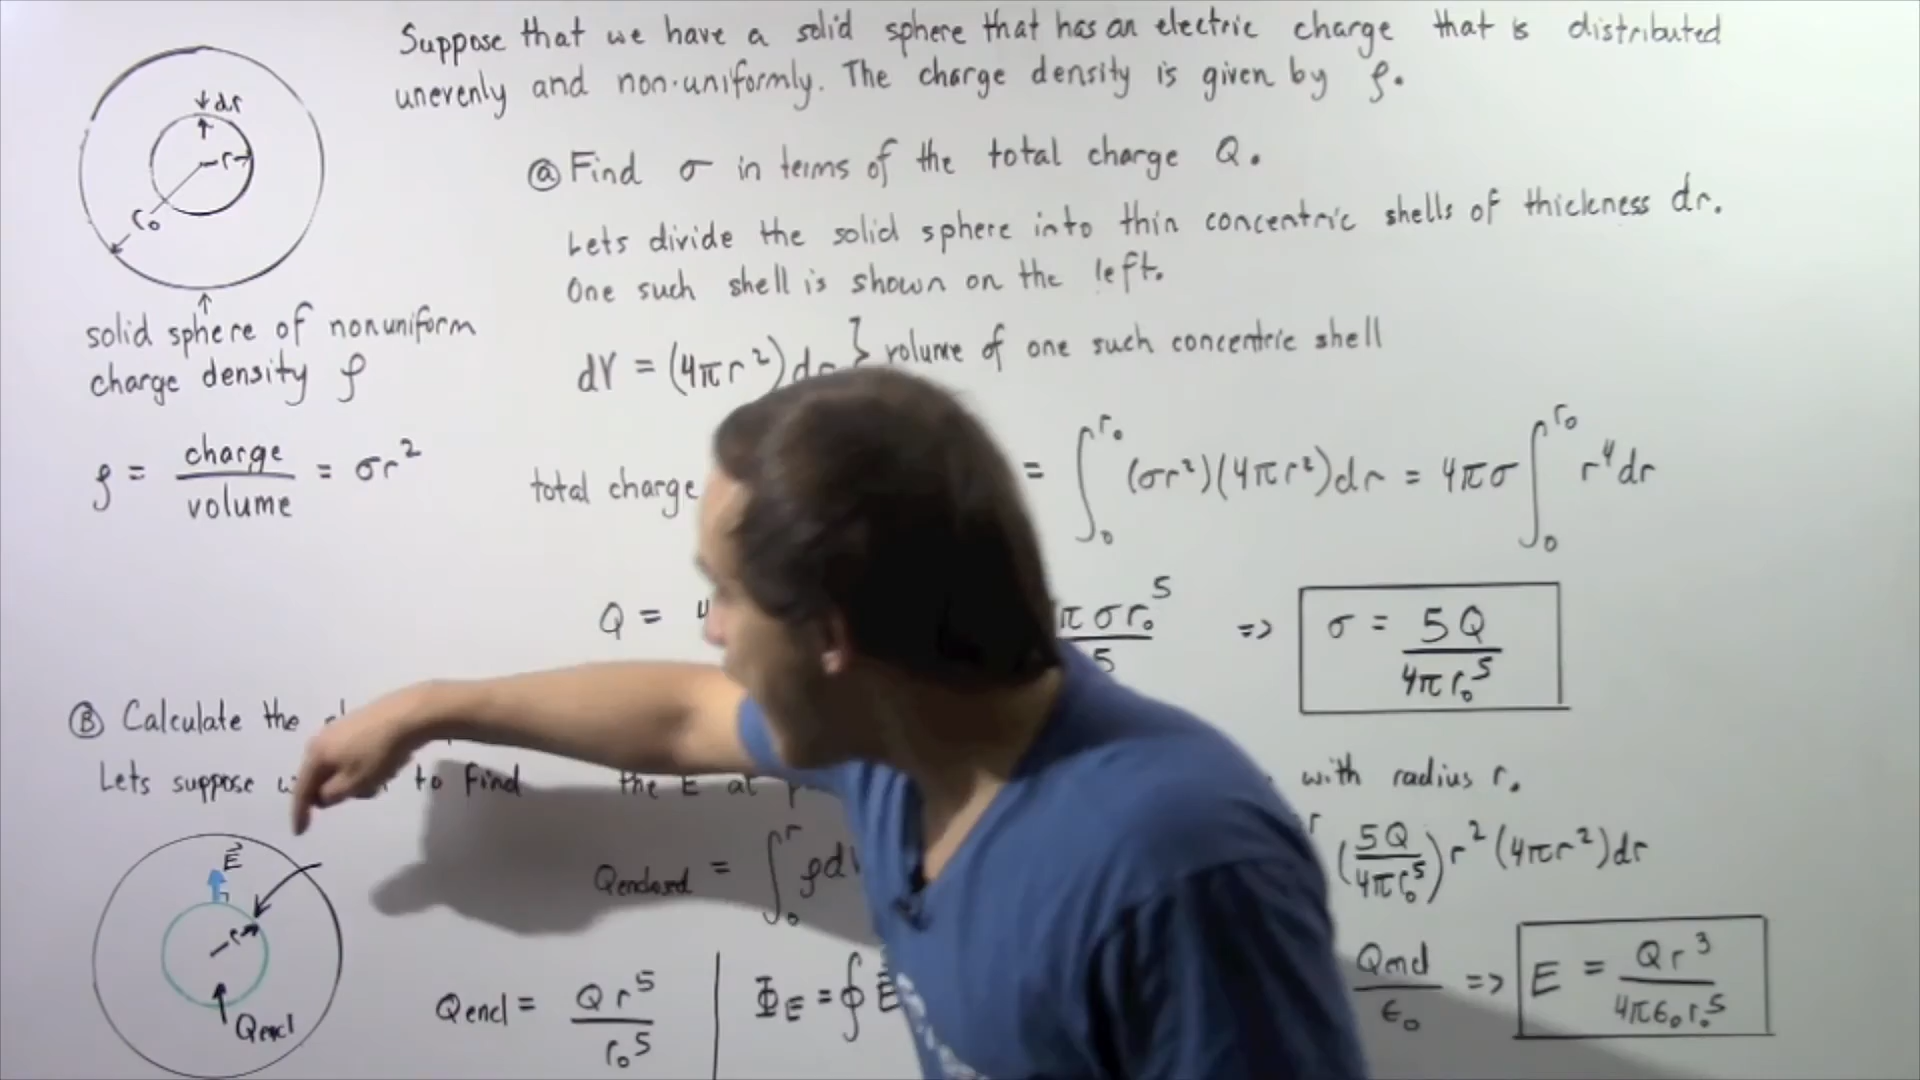 Suppose that we have a solid sphere that has an electric charge that is distributed
unevenly and non-uniformly. The charge density is given by ρ.
dr
r
r₀
ⓐ Find σ in terms of the total charge Q.
Lets divide the solid sphere into thin concentric shells of thickness dr.
One such shell is shown on the left.
solid sphere of nonuniform
charge density ρ
dV = (4πr²)dr } volume of one such concentric shell
ρ = charge/volume = σr²
total charge = ∫₀^r₀ (σr²)(4πr²)dr = 4πσ ∫₀^r₀ r⁴dr
Q = 4 πσr₀⁵/5 => σ = 5Q/4πr₀⁵
Ⓑ Calculate the
Lets suppose to find the E at with radius r.
E⃗
r
Qencl
Qenclosed = ∫₀^r ρdV (5Q/4πr₀⁵)r²(4πr²)dr
Qencl = Qr⁵/r₀⁵ | Φ_E = ∮E⃗ Qencl/ϵ₀ => E = Qr³/4πϵ₀r₀⁵